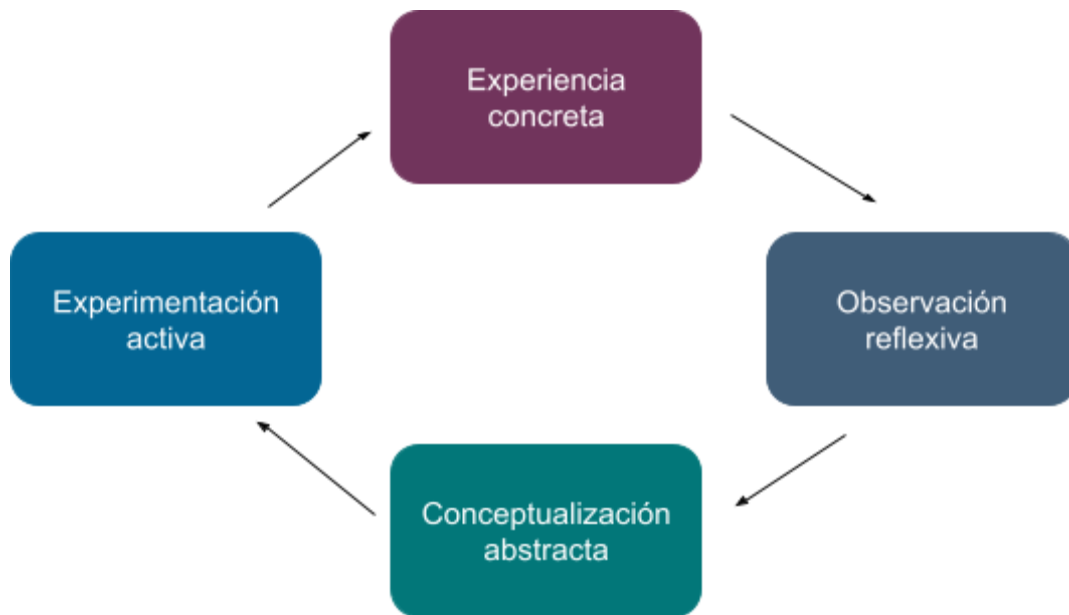 Experiencia
concreta
Experimentación
activa
Observación
reflexiva
Conceptualización
abstracta